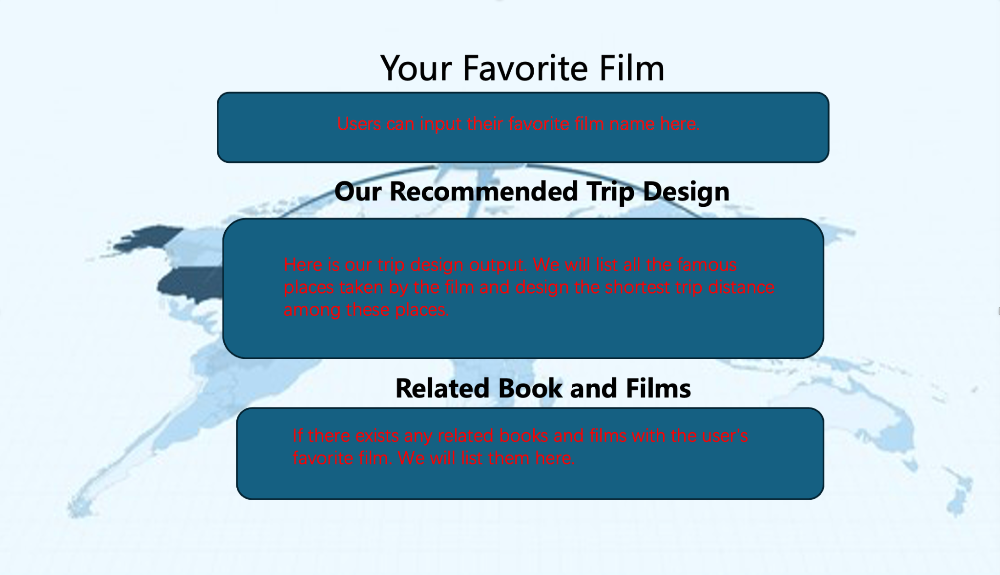 Your Favorite Film
Users can input their favorite film name here.
Our Recommended Trip Design
Here is our trip design output. We will list all the famous
places taken by the film and design the shortest trip distance
among these places.
Related Book and Films
If there exists any related books and films with the user's
favorite film. We will list them here.